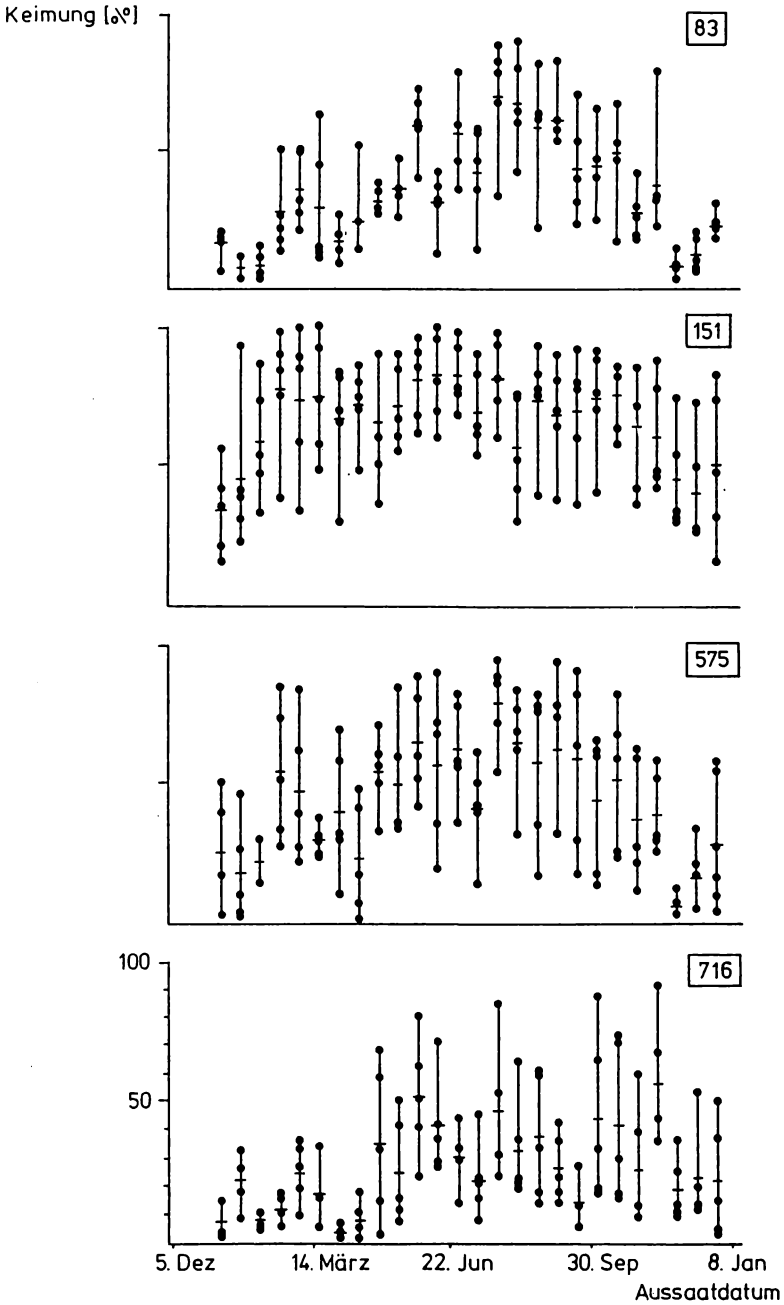 Keimung [%]
83
151
575
716
100
50
5. Dez 14. März 22. Jun 30. Sep 8. Jan
Aussaatdatum